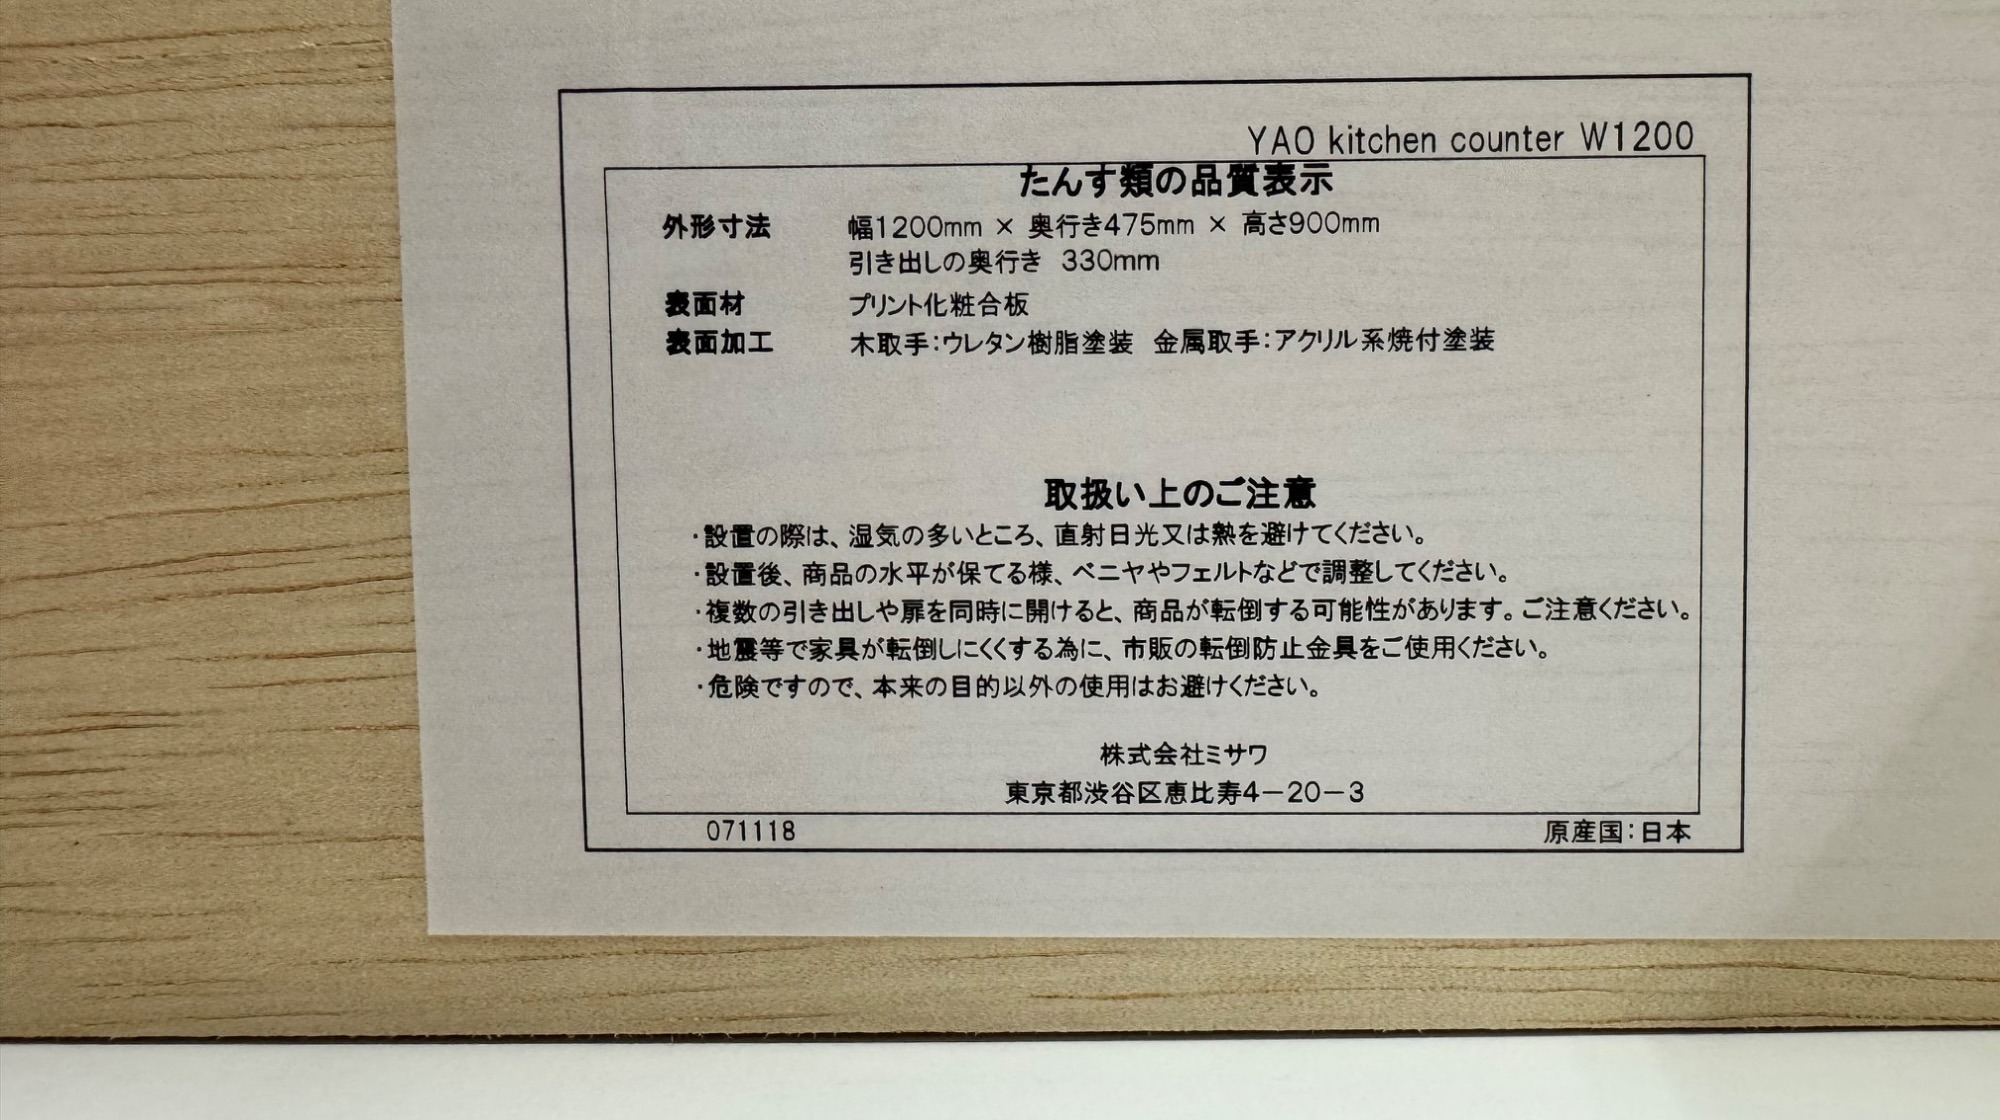 YAO kitchen counter W1200
たんす類の品質表示
外形寸法 幅1200mm × 奥行き475mm × 高さ900mm
引き出しの奥行き 330mm
表面材 プリント化粧合板
表面加工 木取手：ウレタン樹脂塗装 金属取手：アクリル系焼付塗装
取扱い上のご注意
・設置の際は、湿気の多いところ、直射日光又は熱を避けてください。
・設置後、商品の水平が保てる様、ベニヤやフェルトなどで調整してください。
・複数の引き出しや扉を同時に開けると、商品が転倒する可能性があります。ご注意ください。
・地震等で家具が転倒しにくくする為に、市販の転倒防止金具をご使用ください。
・危険ですので、本来の目的以外の使用はお避けください。
株式会社ミサワ
東京都渋谷区恵比寿4－20－3
071118 原産国：日本